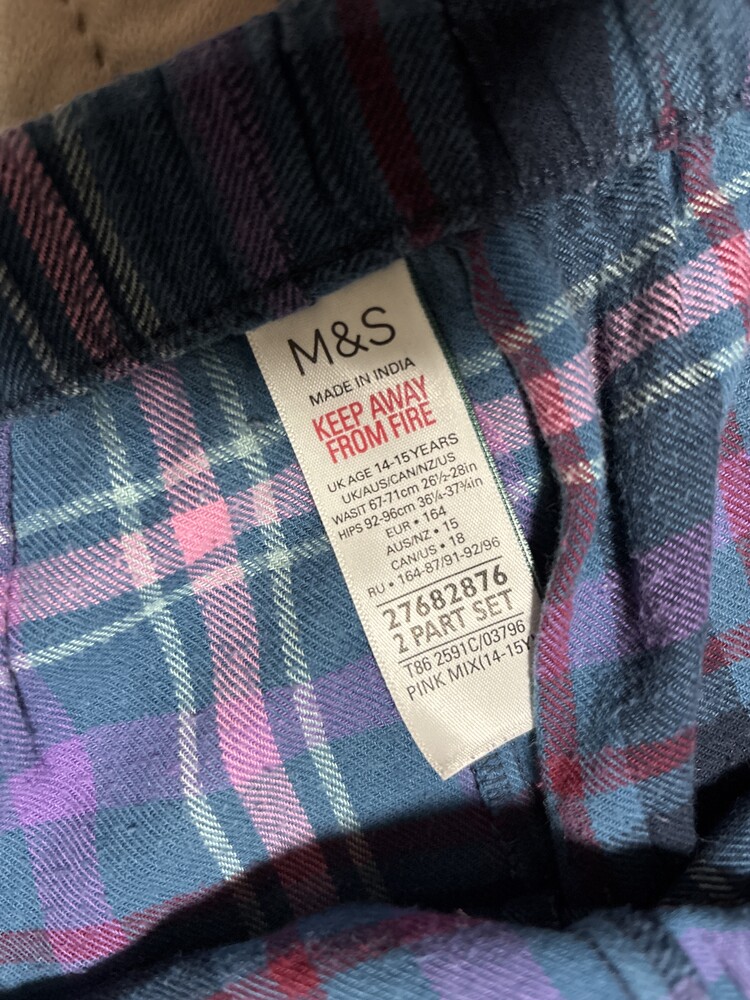 M&S
MADE IN INDIA
KEEP AWAY
FROM FIRE
UK AGE 14-15 YEARS
UK/AUS/CAN/NZ/US
WASIT 67-71cm 26½-28in
HIPS 92-96cm 36¼-37¾in
EUR • 164
AUS/NZ • 15
CAN/US • 18
RU • 164-87/91-92/96
27682876
2 PART SET
T86 2591C/03796
PINK MIX(14-15Y